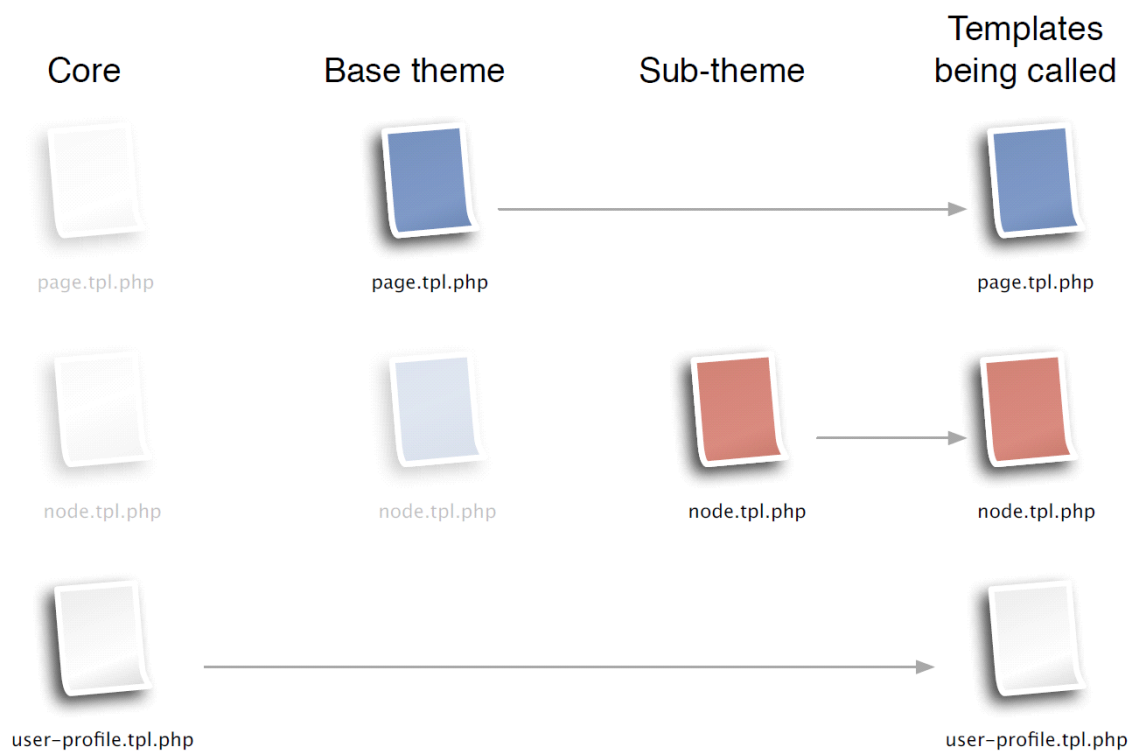 Core
Base theme
Sub-theme
Templates
being called
page.tpl.php
page.tpl.php
page.tpl.php
node.tpl.php
node.tpl.php
node.tpl.php
node.tpl.php
user-profile.tpl.php
user-profile.tpl.php